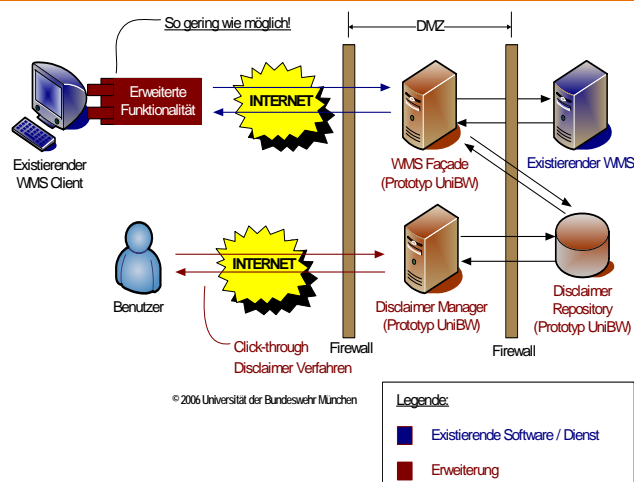 So gering wie möglich!
DMZ
Erweiterte
Funktionalität
INTERNET
Existierender
WMS Client
WMS Façade
(Prototyp UniBW)
Existierender WMS
INTERNET
Benutzer
Disclaimer Manager
(Prototyp UniBW)
Disclaimer
Repository
(Prototyp UniBW)
Click-through
Disclaimer Verfahren
Firewall
Firewall
© 2006 Universität der Bundeswehr München
Legende:
Existierende Software / Dienst
Erweiterung